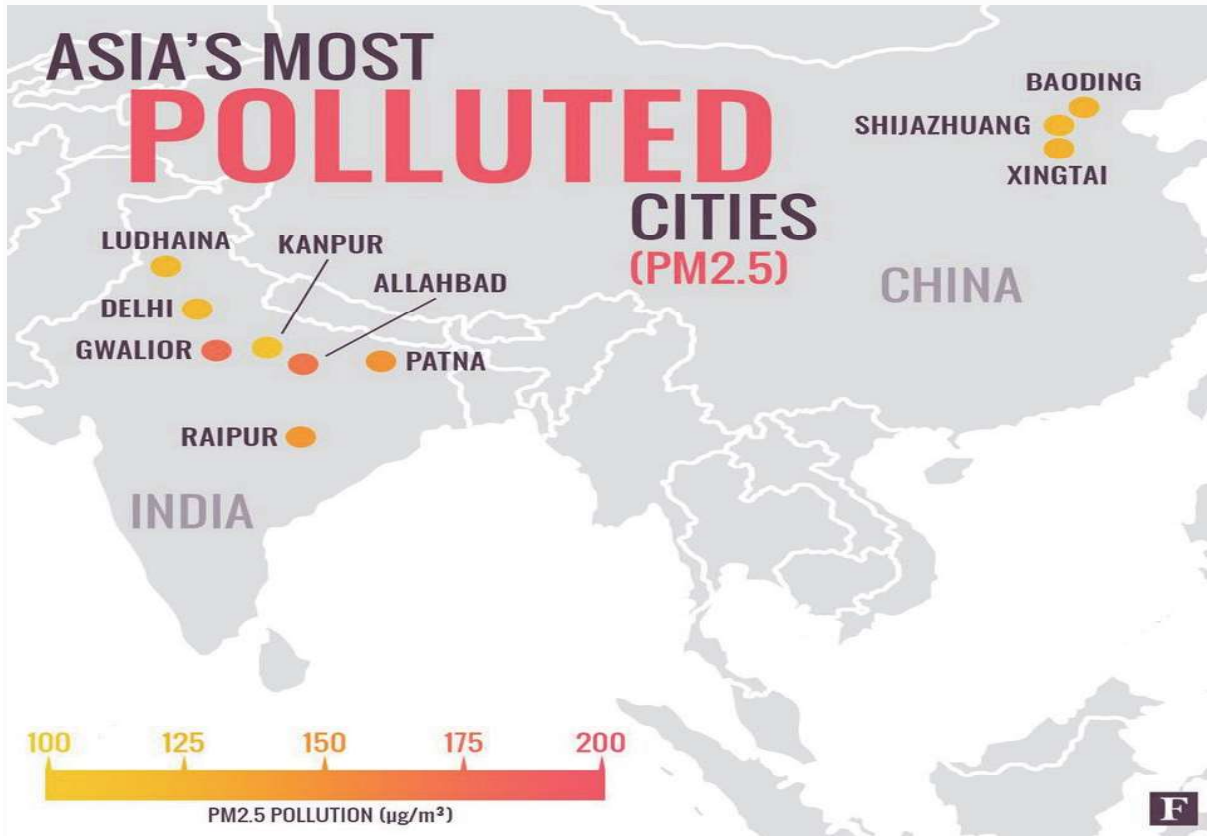 ASIA'S MOST
POLLUTED
CITIES
(PM2.5)
BAODING
SHIJAZHUANG
XINGTAI
LUDHAINA
KANPUR
ALLAHBAD
DELHI
GWALIOR
PATNA
RAIPUR
CHINA
INDIA
100 125 150 175 200
PM2.5 POLLUTION (µg/m³)
F